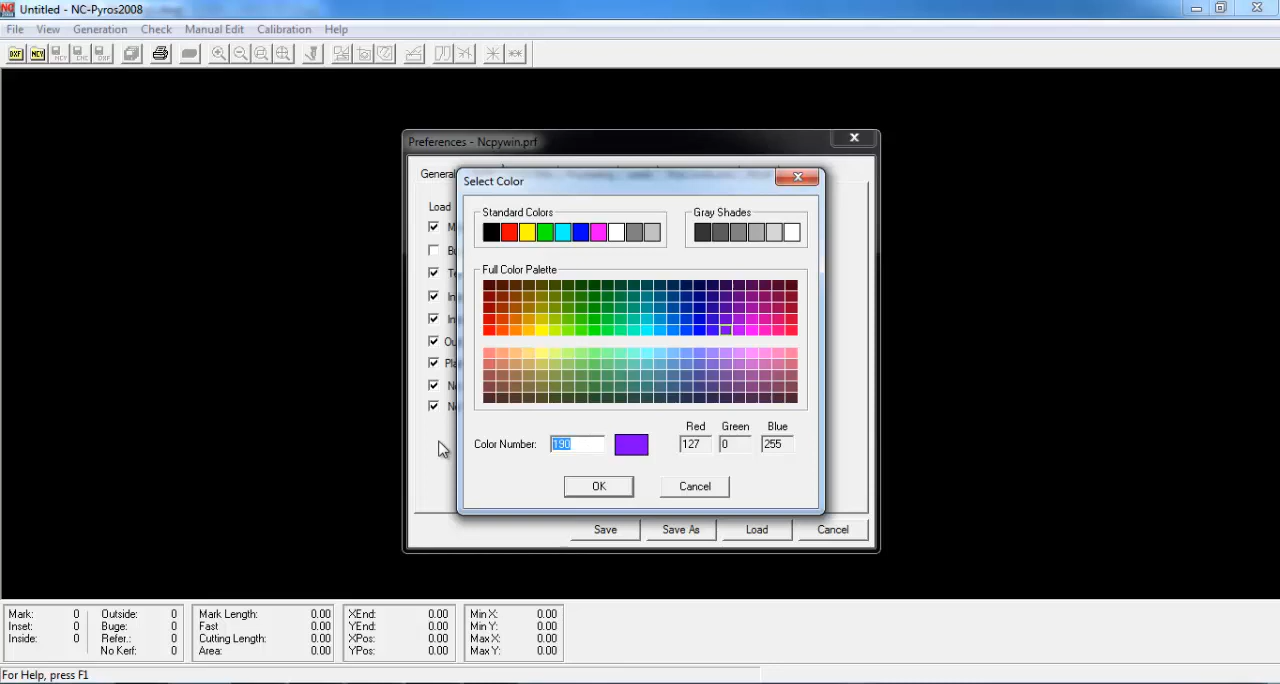 Untitled - NC-Pyros2008
File View Generation Check Manual Edit Calibration Help
DXF NCY NCY CNC DXF
Preferences - Ncpywin.prf
General
Select Color
Load
Standard Colors
Gray Shades
Full Color Palette
Red Green Blue
Color Number: 190 127 0 255
OK Cancel
Save Save As Load Cancel
Mark: 0 Outside: 0 Mark Length: 0.00 XEnd: 0.00 Min X: 0.00
Inset: 0 Buge: 0 Fast 0.00 YEnd: 0.00 Min Y: 0.00
Inside: 0 Refer.: 0 Cutting Length: 0.00 XPos: 0.00 Max X: 0.00
No Kerf: 0 Area: 0.00 YPos: 0.00 Max Y: 0.00
For Help, press F1